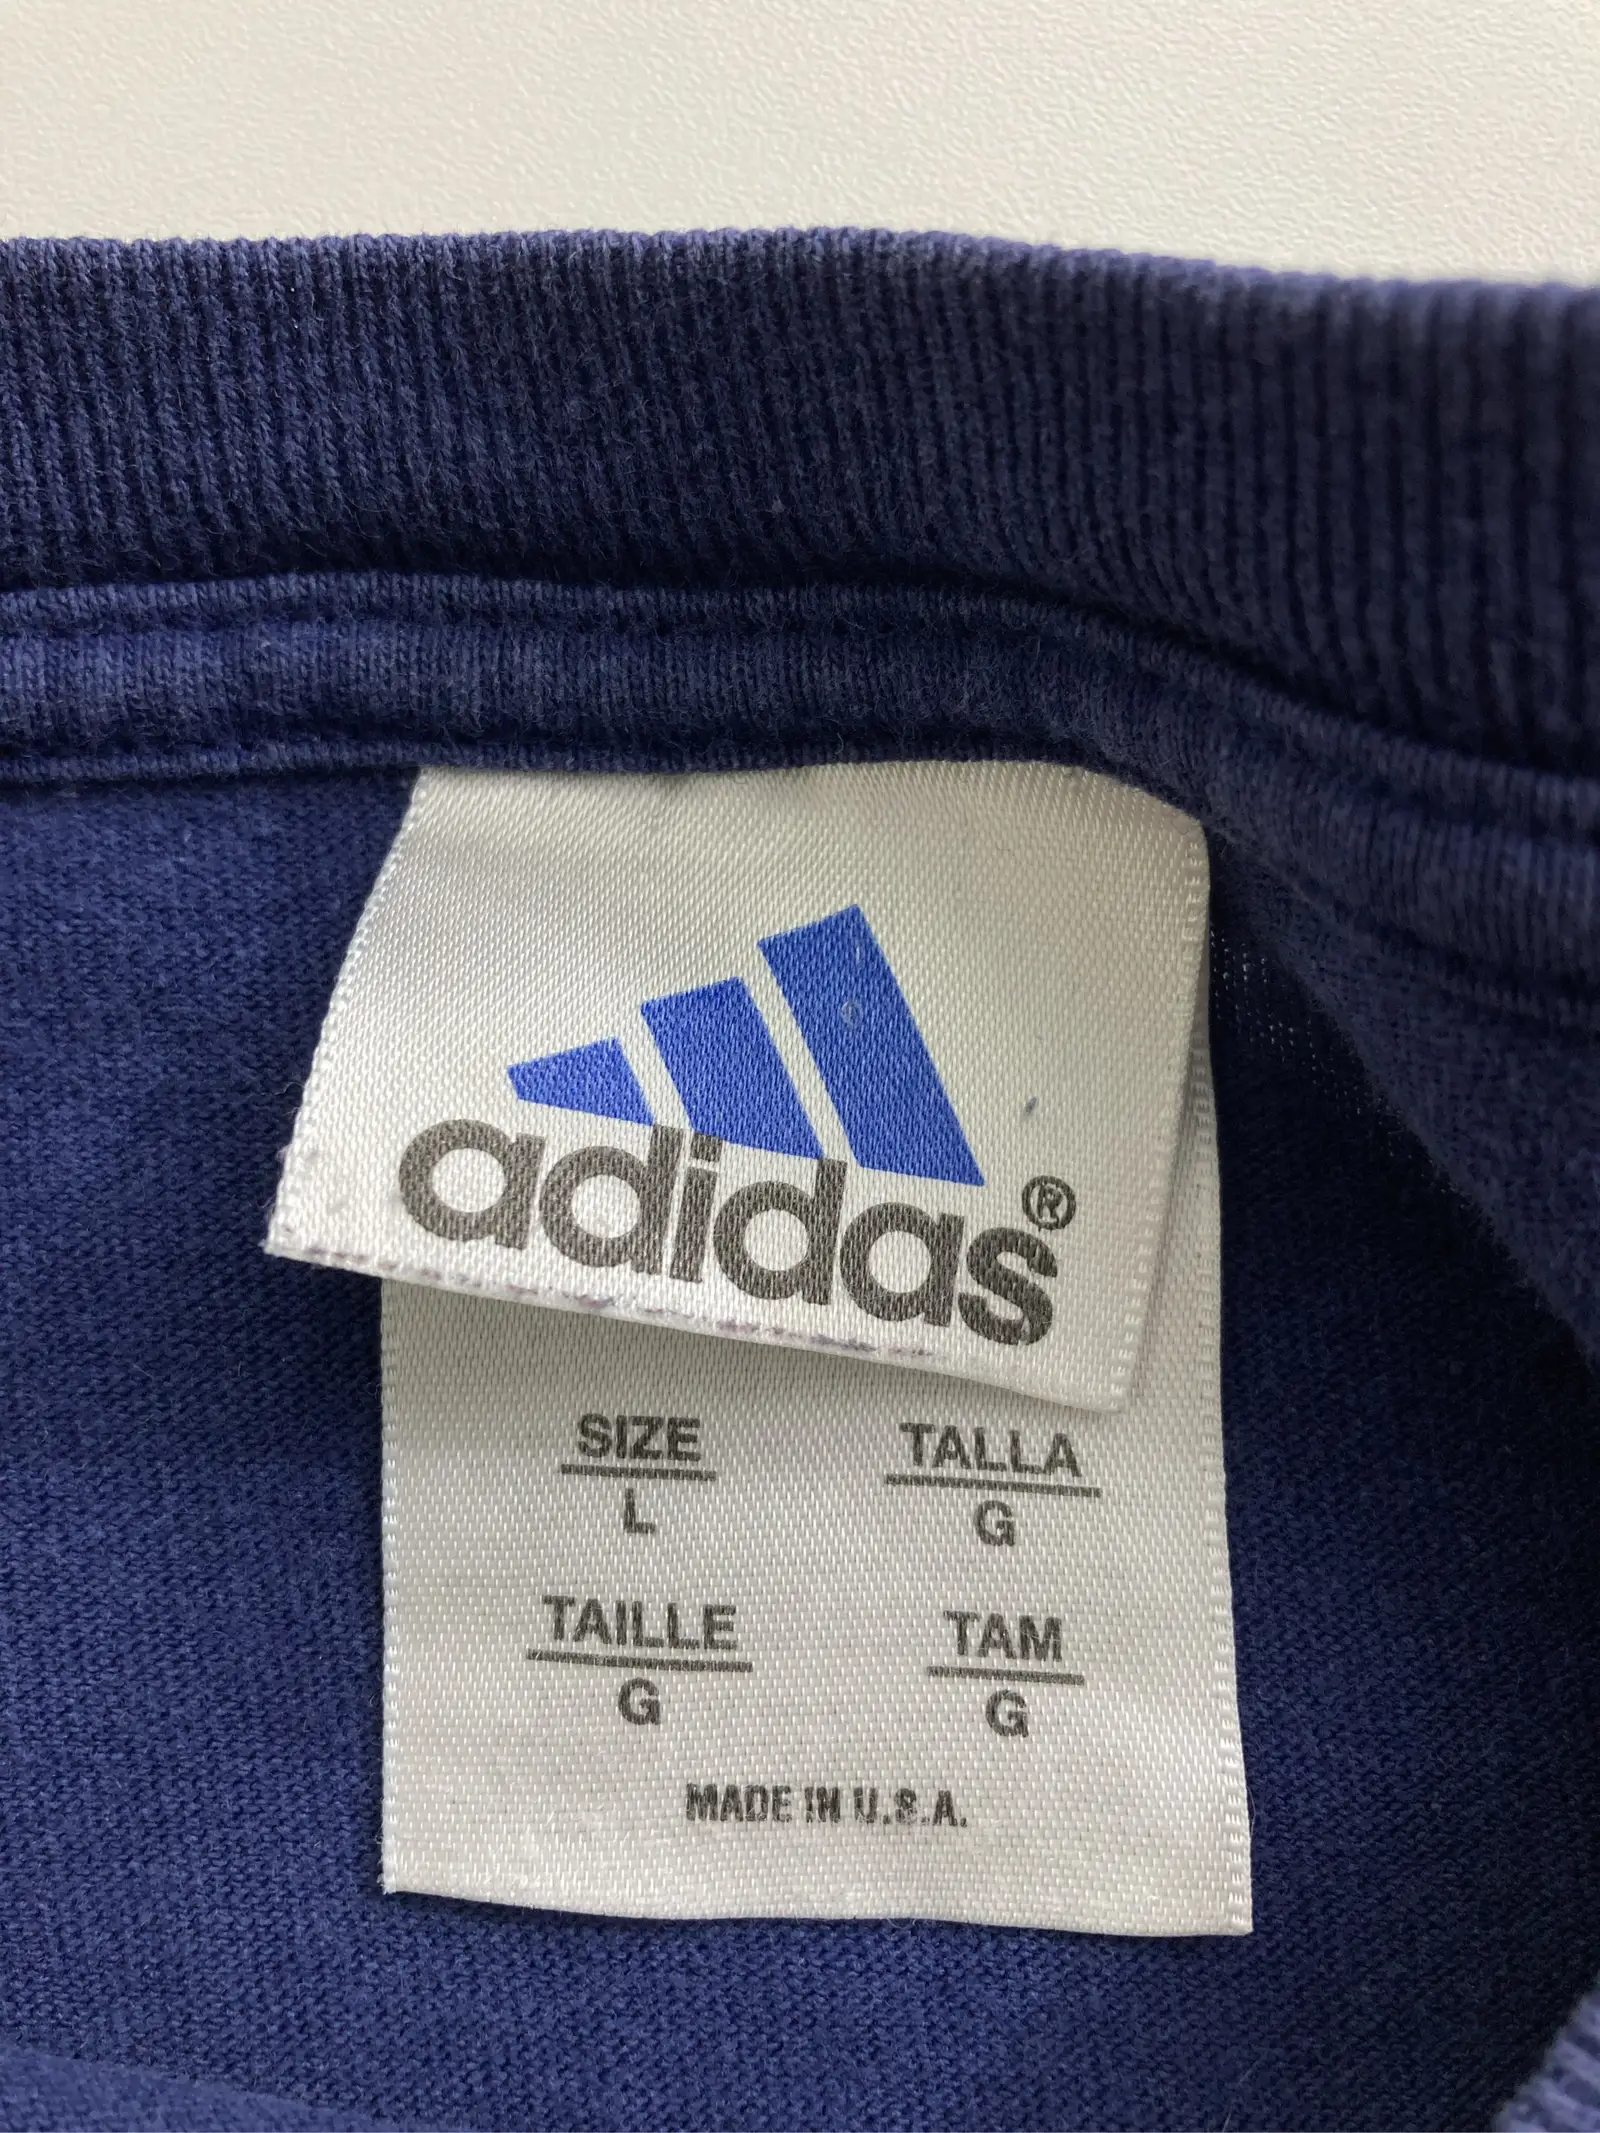 adidas®
SIZE TALLA
L G
TAILLE TAM
G G
MADE IN U.S.A.